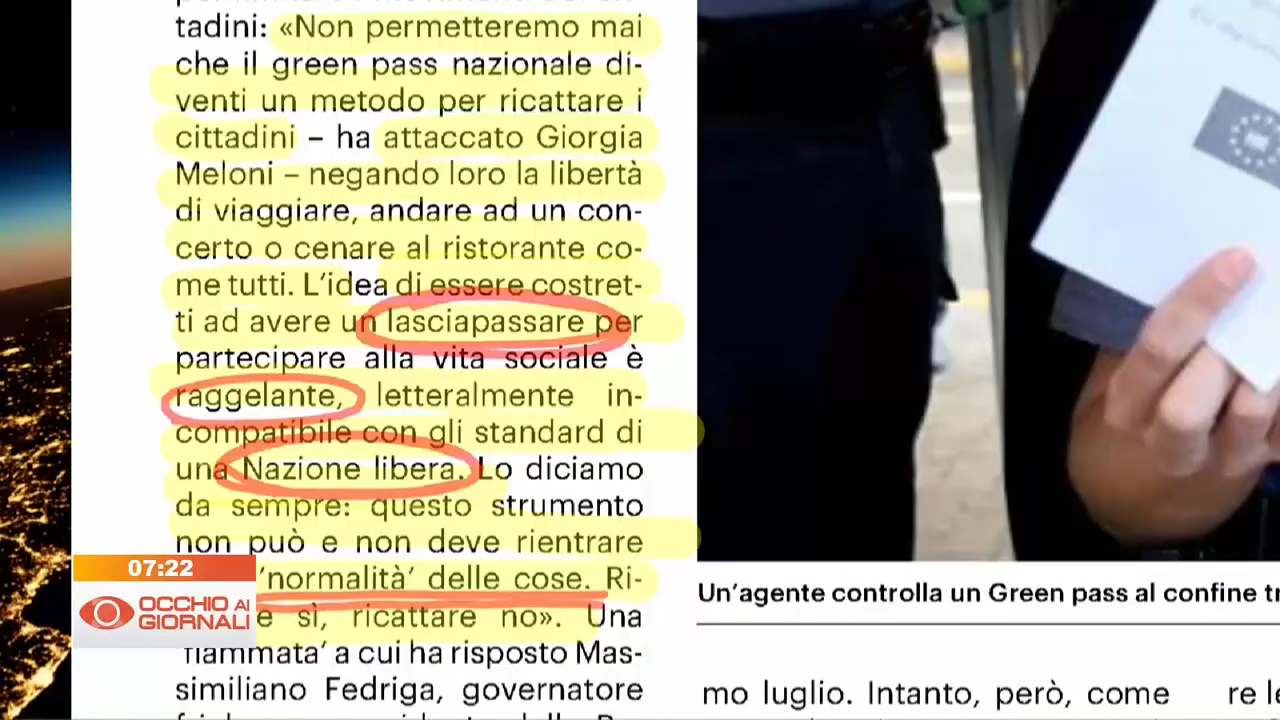 tadini: «Non permetteremo mai
che il green pass nazionale di-
venti un metodo per ricattare i
cittadini – ha attaccato Giorgia
Meloni – negando loro la libertà
di viaggiare, andare ad un con-
certo o cenare al ristorante co-
me tutti. L'idea di essere costret-
ti ad avere un lasciapassare per
partecipare alla vita sociale è
raggelante, letteralmente in-
compatibile con gli standard di
una Nazione libera. Lo diciamo
da sempre: questo strumento
non può e non deve rientrare
'normalità' delle cose. Ri-
e sì, ricattare no». Una
'fiammata' a cui ha risposto Mas-
similiano Fedriga, governatore
07:22
OCCHIO AI
GIORNALI
Un'agente controlla un Green pass al confine
mo luglio. Intanto, però, come